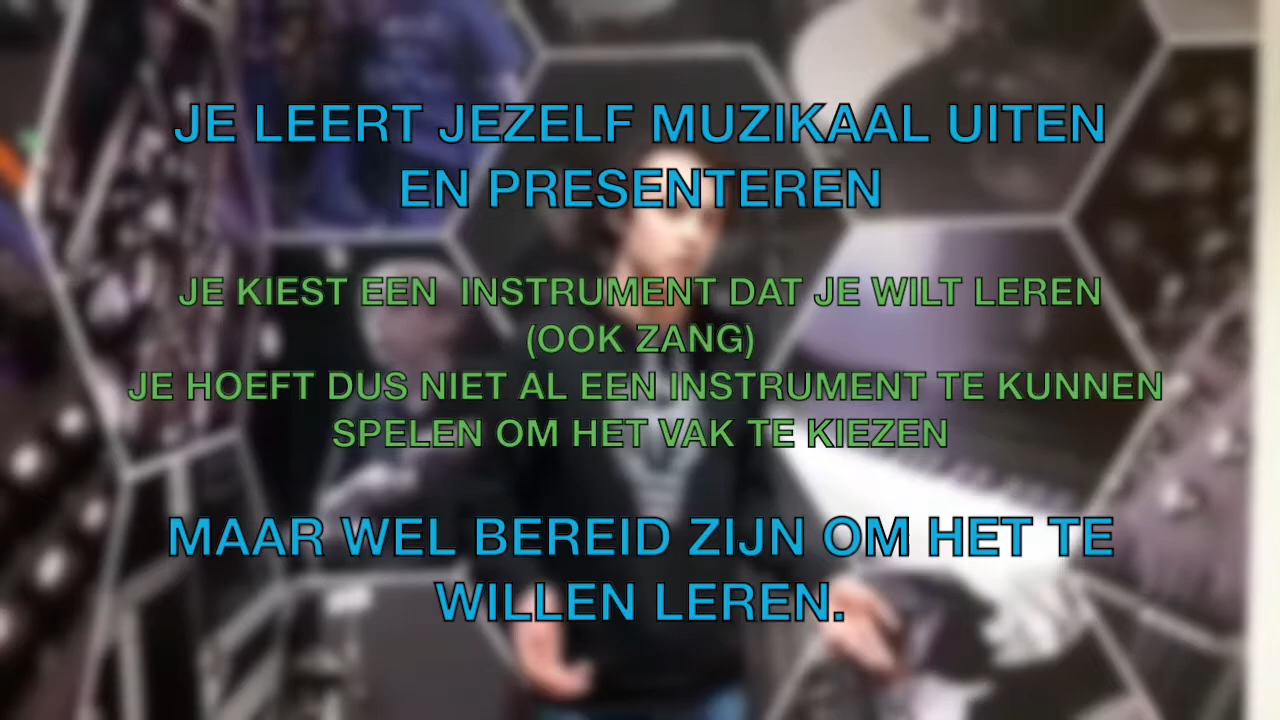 JE LEERT JEZELF MUZIKAAL UITEN
EN PRESENTEREN
JE KIEST EEN  INSTRUMENT DAT JE WILT LEREN
(OOK ZANG)
JE HOEFT DUS NIET AL EEN INSTRUMENT TE KUNNEN
SPELEN OM HET VAK TE KIEZEN
MAAR WEL BEREID ZIJN OM HET TE
WILLEN LEREN.